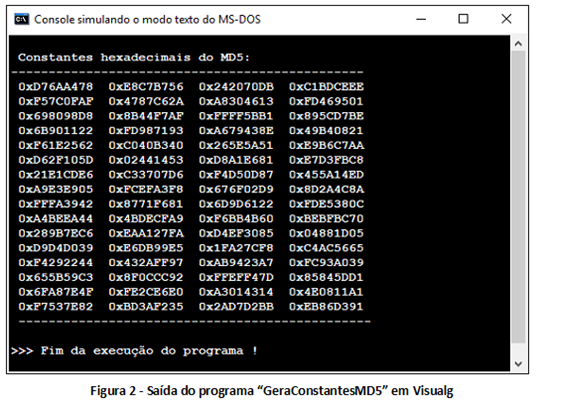 Console simulando o modo texto do MS-DOS
Constantes hexadecimais do MD5:
------------------------------------------
0xD76AA478 0xE8C7B756 0x242070DB 0xC1BDCEEE
0xF57C0FAF 0x4787C62A 0xA8304613 0xFD469501
0x698098D8 0x8B44F7AF 0xFFFF5BB1 0x895CD7BE
0x6B901122 0xFD987193 0xA679438E 0x49B40821
0xF61E2562 0xC040B340 0x265E5A51 0xE9B6C7AA
0xD62F105D 0x02441453 0xD8A1E681 0xE7D3FBC8
0x21E1CDE6 0xC33707D6 0xF4D50D87 0x455A14ED
0xA9E3E905 0xFCEFA3F8 0x676F02D9 0x8D2A4C8A
0xFFFA3942 0x8771F681 0x6D9D6122 0xFDE5380C
0xA4BEEA44 0x4BDECFA9 0xF6BB4B60 0xBEBFBC70
0x289B7EC6 0xEAA127FA 0xD4EF3085 0x04881D05
0xD9D4D039 0xE6DB99E5 0x1FA27CF8 0xC4AC5665
0xF4292244 0x432AFF97 0xAB9423A7 0xFC93A039
0x655B59C3 0x8F0CCC92 0xFFEFF47D 0x85845DD1
0x6FA87E4F 0xFE2CE6E0 0xA3014314 0x4E0811A1
0xF7537E82 0xBD3AF235 0x2AD7D2BB 0xEB86D391
------------------------------------------
>>> Fim da execução do programa !
Figura 2 - Saída do programa “GeraConstantesMD5” em Visualg